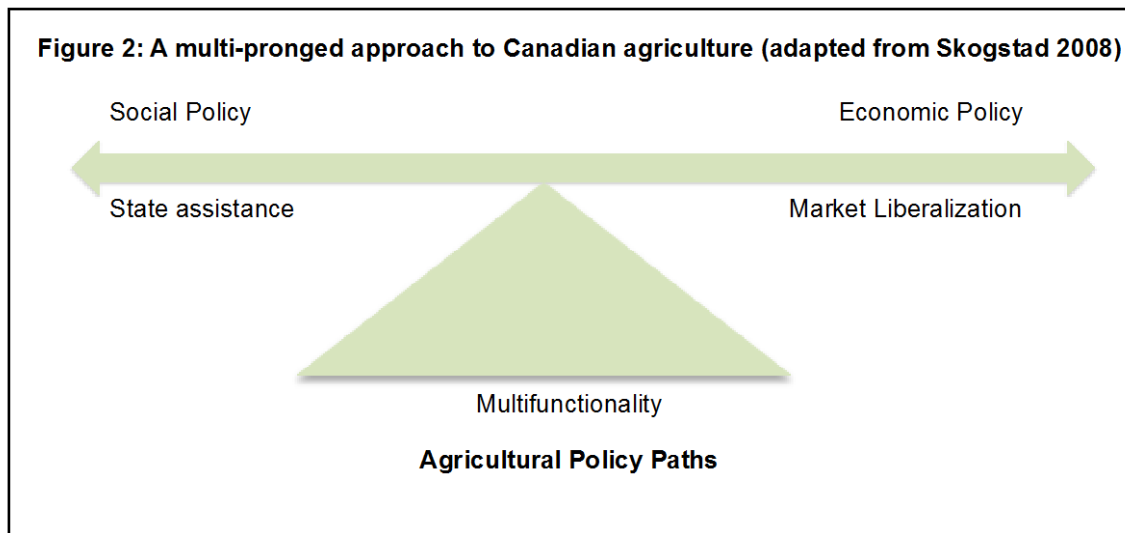 Figure 2: A multi-pronged approach to Canadian agriculture (adapted from Skogstad 2008)
Social Policy
Economic Policy
State assistance
Market Liberalization
Multifunctionality
Agricultural Policy Paths